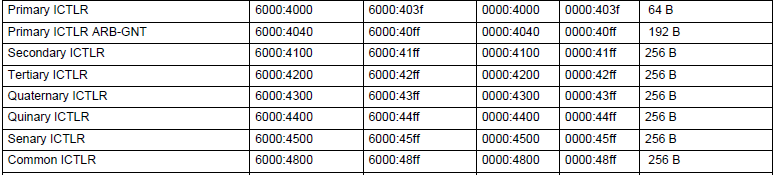 Primary ICTLR 6000:4000 6000:403f 0000:4000 0000:403f 64 B
Primary ICTLR ARB-GNT 6000:4040 6000:40ff 0000:4040 0000:40ff 192 B
Secondary ICTLR 6000:4100 6000:41ff 0000:4100 0000:41ff 256 B
Tertiary ICTLR 6000:4200 6000:42ff 0000:4200 0000:42ff 256 B
Quaternary ICTLR 6000:4300 6000:43ff 0000:4300 0000:43ff 256 B
Quinary ICTLR 6000:4400 6000:44ff 0000:4400 0000:44ff 256 B
Senary ICTLR 6000:4500 6000:45ff 0000:4500 0000:45ff 256 B
Common ICTLR 6000:4800 6000:48ff 0000:4800 0000:48ff 256 B